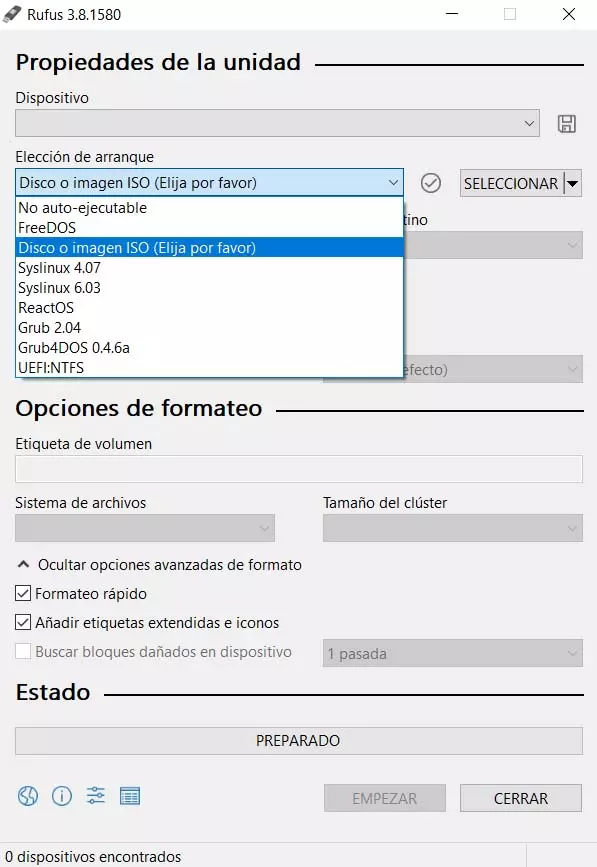 Rufus 3.8.1580
Propiedades de la unidad
Dispositivo
Elección de arranque
Disco o imagen ISO (Elija por favor)
SELECCIONAR
No auto-ejecutable
FreeDOS
Disco o imagen ISO (Elija por favor)
Syslinux 4.07
Syslinux 6.03
ReactOS
Grub 2.04
Grub4DOS 0.4.6a
UEFI:NTFS
tino
efecto)
Opciones de formateo
Etiqueta de volumen
Sistema de archivos
Tamaño del clúster
Ocultar opciones avanzadas de formato
Formateo rápido
Añadir etiquetas extendidas e iconos
Buscar bloques dañados en dispositivo
1 pasada
Estado
PREPARADO
EMPEZAR
CERRAR
0 dispositivos encontrados